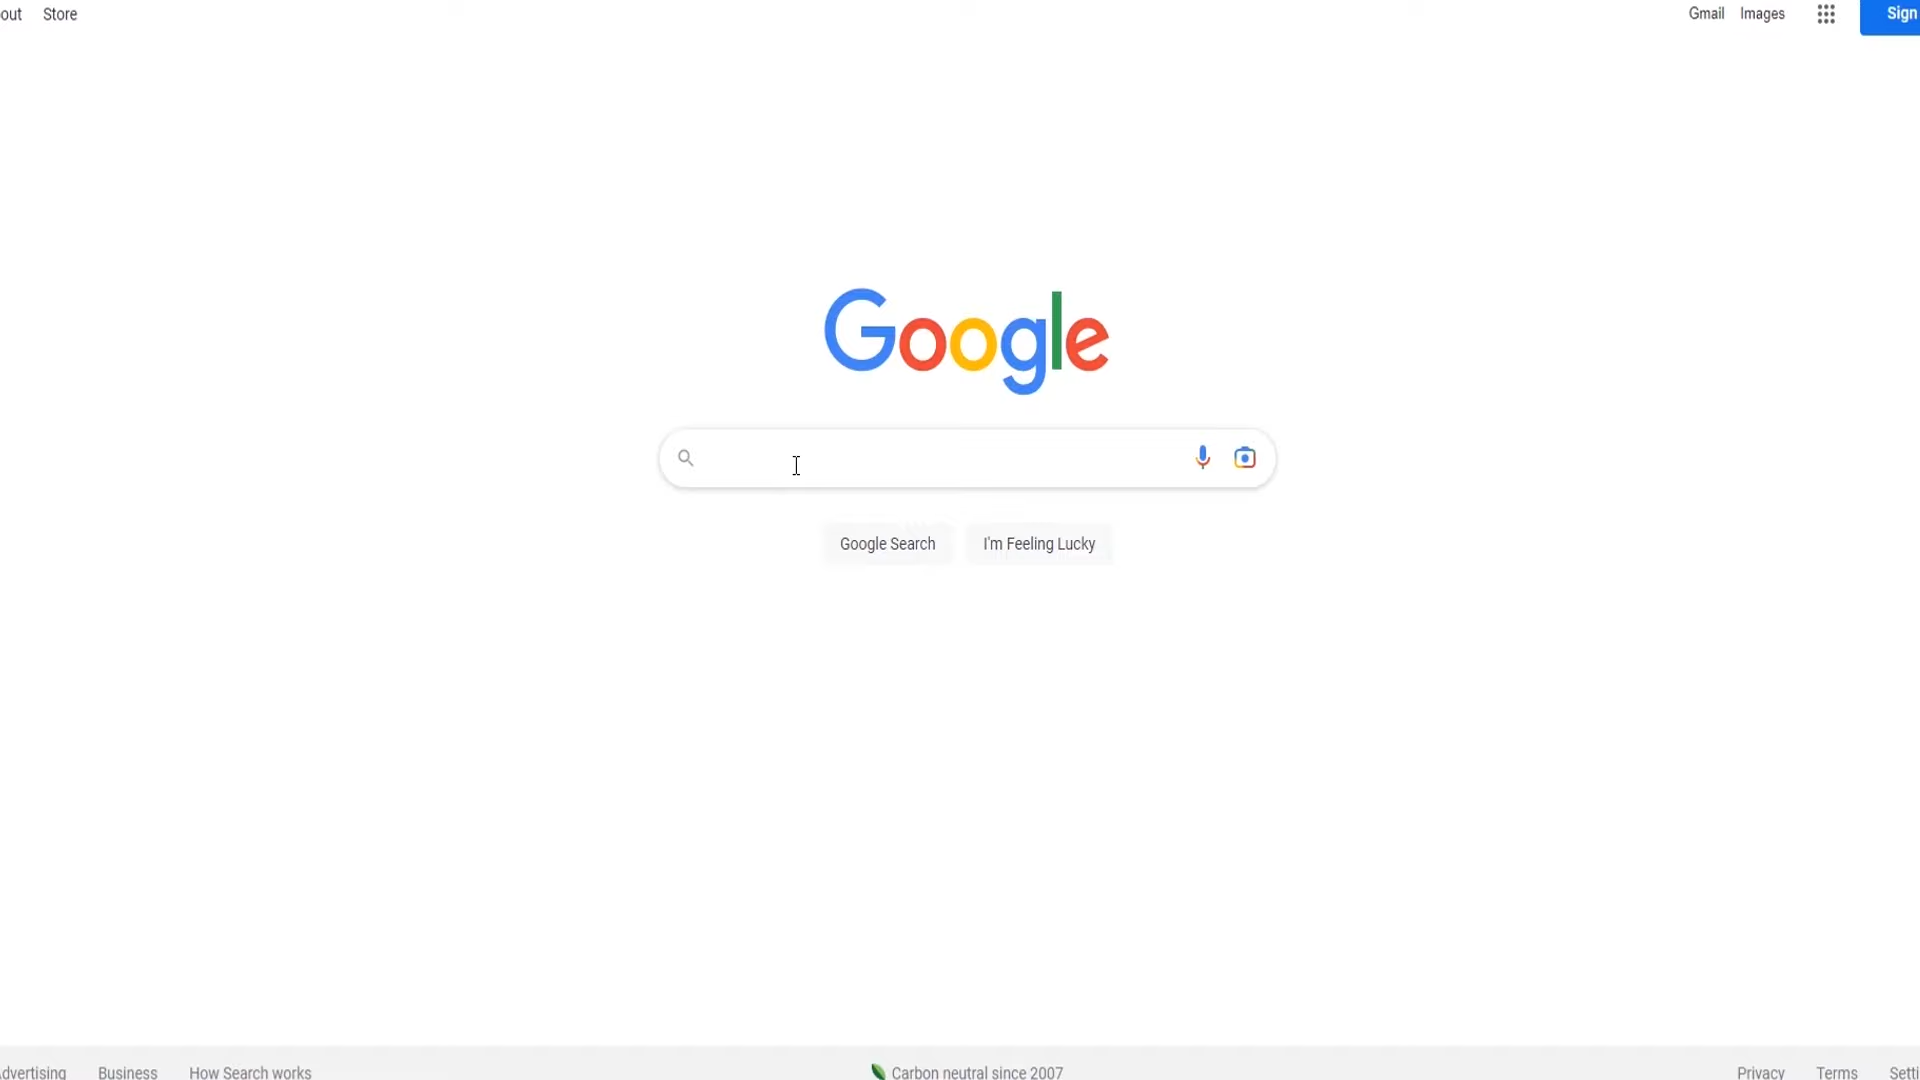 out Store Gmail Images Sign
Google
Google Search I'm Feeling Lucky
dvertising Business How Search works Carbon neutral since 2007 Privacy Terms Setti